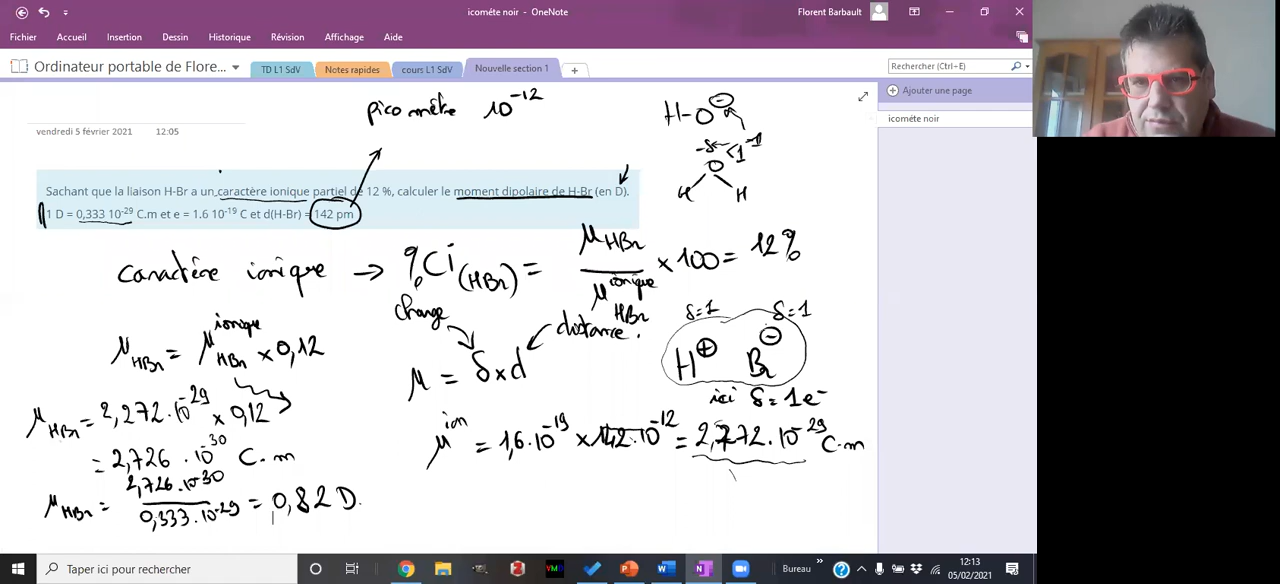 icométe noir - OneNote
Florent Barbault
Fichier Accueil Insertion Dessin Historique Révision Affichage Aide
Ordinateur portable de Flore...
TD L1 SdV
Notes rapides
cours L1 SdV
Nouvelle section 1
Rechercher (Ctrl+E)
Ajouter une page
icométe noir
vendredi 5 février 2021 12:05
pico mêtre 10⁻¹²
H-O⊖
-δ <1⁻
O
H H
Sachant que la liaison H-Br a un caractère ionique partiel de 12 %, calculer le moment dipolaire de H-Br (en D).
1 D = 0,333 10⁻²⁹ C.m et e = 1.6 10⁻¹⁹ C et d(H-Br) = 142 pm
caractère ionique → %Ci(HBr) = μHBr / μ ionique HBr × 100 = 12%
charge
distance.
δ=1 δ=1
H⊕ Br⊖
μ = δ×d
ici δ = 1e⁻
μHBr = μ ionique HBr × 0,12
μ ion = 1,6·10⁻¹⁹ × 142·10⁻¹² = 2,272·10⁻²⁹ C·m
μHBr = 2,272·10⁻²⁹ × 0,12
= 2,726·10⁻³⁰ C·m
μHBr = 2,726·10⁻³⁰ / 0,333·10⁻²⁹ = 0,82 D.
Taper ici pour rechercher
Bureau
12:13
05/02/2021